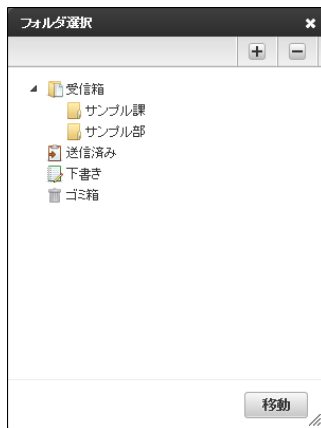 フォルダ選択
受信箱
サンプル課
サンプル部
送信済み
下書き
ゴミ箱
移動